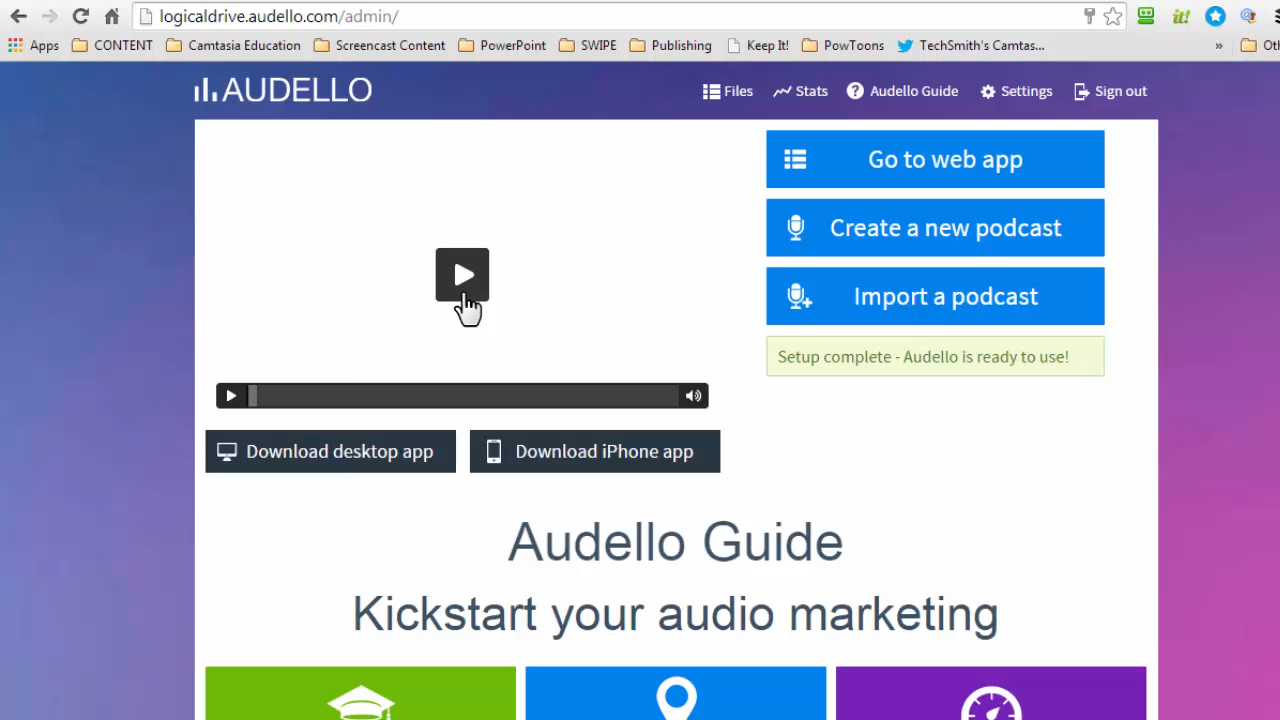 logicaldrive.audello.com/admin/
Apps CONTENT Camtasia Education Screencast Content PowerPoint SWIPE Publishing Keep It! PowToons TechSmith's Camtas... »
AUDELLO
Files Stats Audello Guide Settings Sign out
Go to web app
Create a new podcast
Import a podcast
Setup complete - Audello is ready to use!
Download desktop app Download iPhone app
Audello Guide
Kickstart your audio marketing